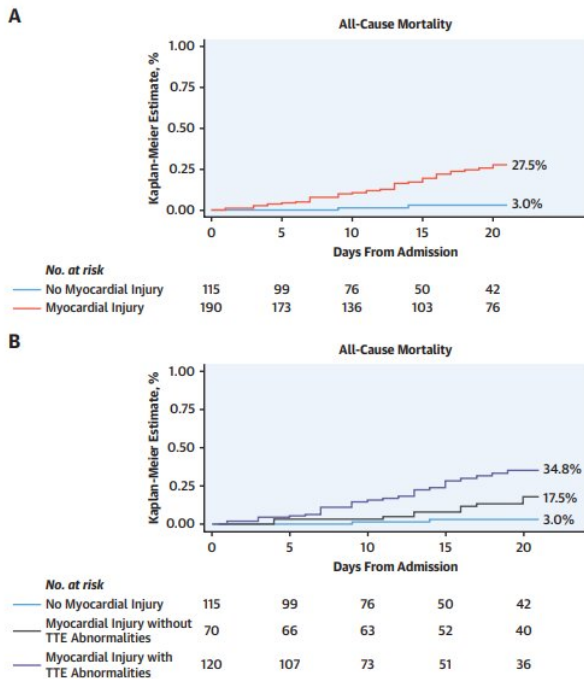 A
All-Cause Mortality
Kaplan-Meier Estimate, %
1.00
0.75
0.50
0.25
0.00
27.5%
3.0%
0 5 10 15 20
Days From Admission
No. at risk
No Myocardial Injury 115 99 76 50 42
Myocardial Injury 190 173 136 103 76
B
All-Cause Mortality
Kaplan-Meier Estimate, %
1.00
0.75
0.50
0.25
0.00
34.8%
17.5%
3.0%
0 5 10 15 20
Days From Admission
No. at risk
No Myocardial Injury 115 99 76 50 42
Myocardial Injury without
TTE Abnormalities 70 66 63 52 40
Myocardial Injury with
TTE Abnormalities 120 107 73 51 36